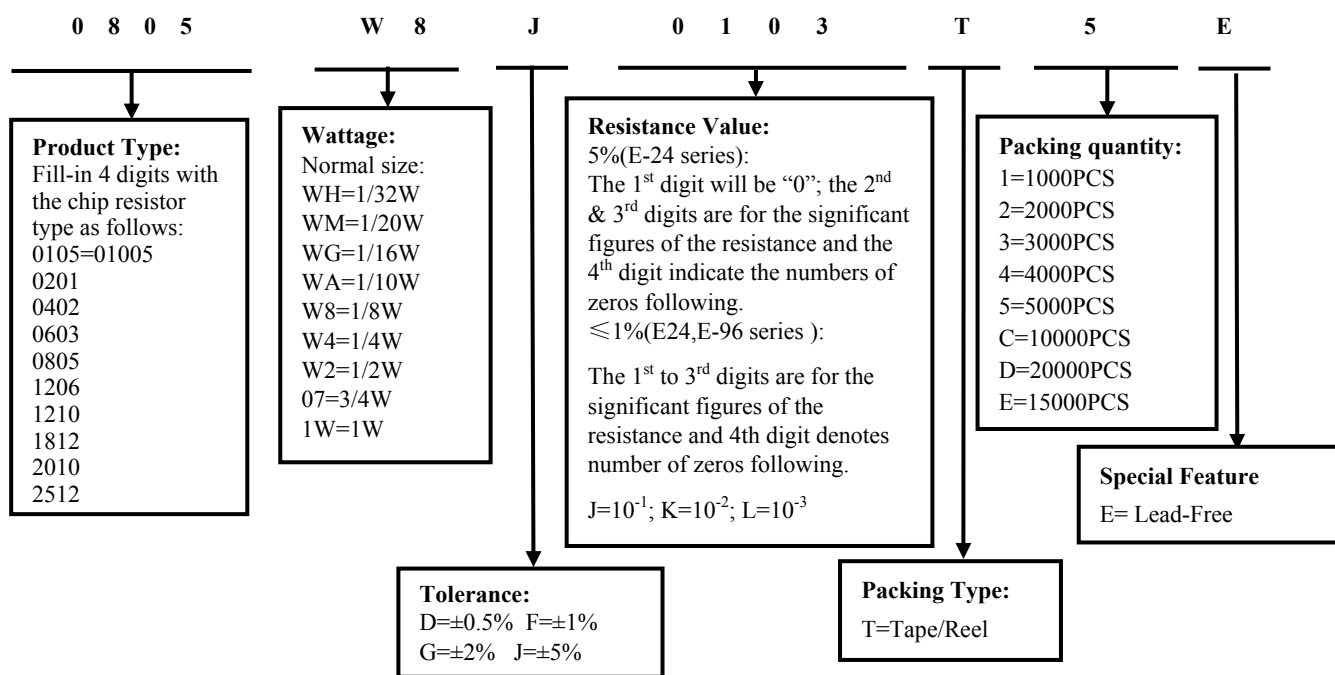 0 8 0 5 W 8 J 0 1 0 3 T 5 E
Product Type:
Fill-in 4 digits with
the chip resistor
type as follows:
0105=01005
0201
0402
0603
0805
1206
1210
1812
2010
2512
Wattage:
Normal size:
WH=1/32W
WM=1/20W
WG=1/16W
WA=1/10W
W8=1/8W
W4=1/4W
W2=1/2W
07=3/4W
1W=1W
Tolerance:
D=±0.5% F=±1%
G=±2% J=±5%
Resistance Value:
5%(E-24 series):
The 1st digit will be “0”; the 2nd
& 3rd digits are for the significant
figures of the resistance and the
4th digit indicate the numbers of
zeros following.
≤1%(E24,E-96 series ):
The 1st to 3rd digits are for the
significant figures of the
resistance and 4th digit denotes
number of zeros following.
J=10-1; K=10-2; L=10-3
Packing Type:
T=Tape/Reel
Packing quantity:
1=1000PCS
2=2000PCS
3=3000PCS
4=4000PCS
5=5000PCS
C=10000PCS
D=20000PCS
E=15000PCS
Special Feature
E= Lead-Free